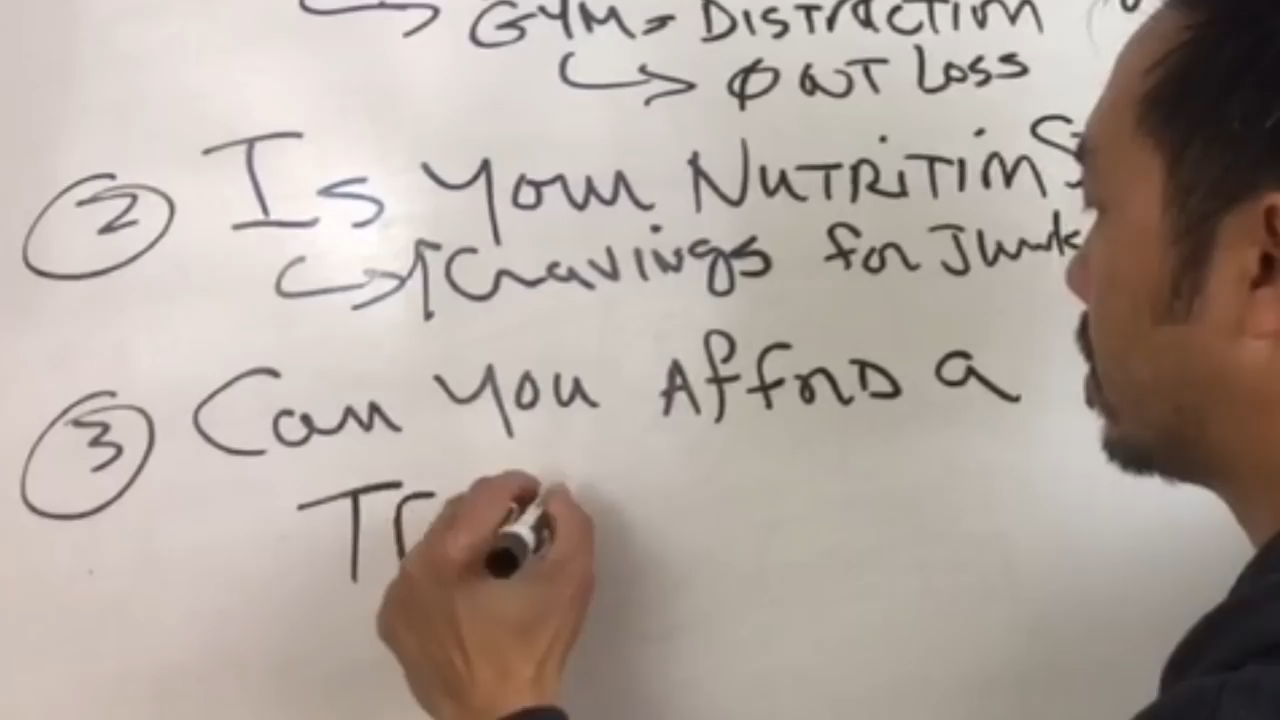 GYM = DISTRACTION
↳ Ø WT Loss
② Is your NUTRITION
↳ ↑ Cravings for Junk
③ Can you Afford a